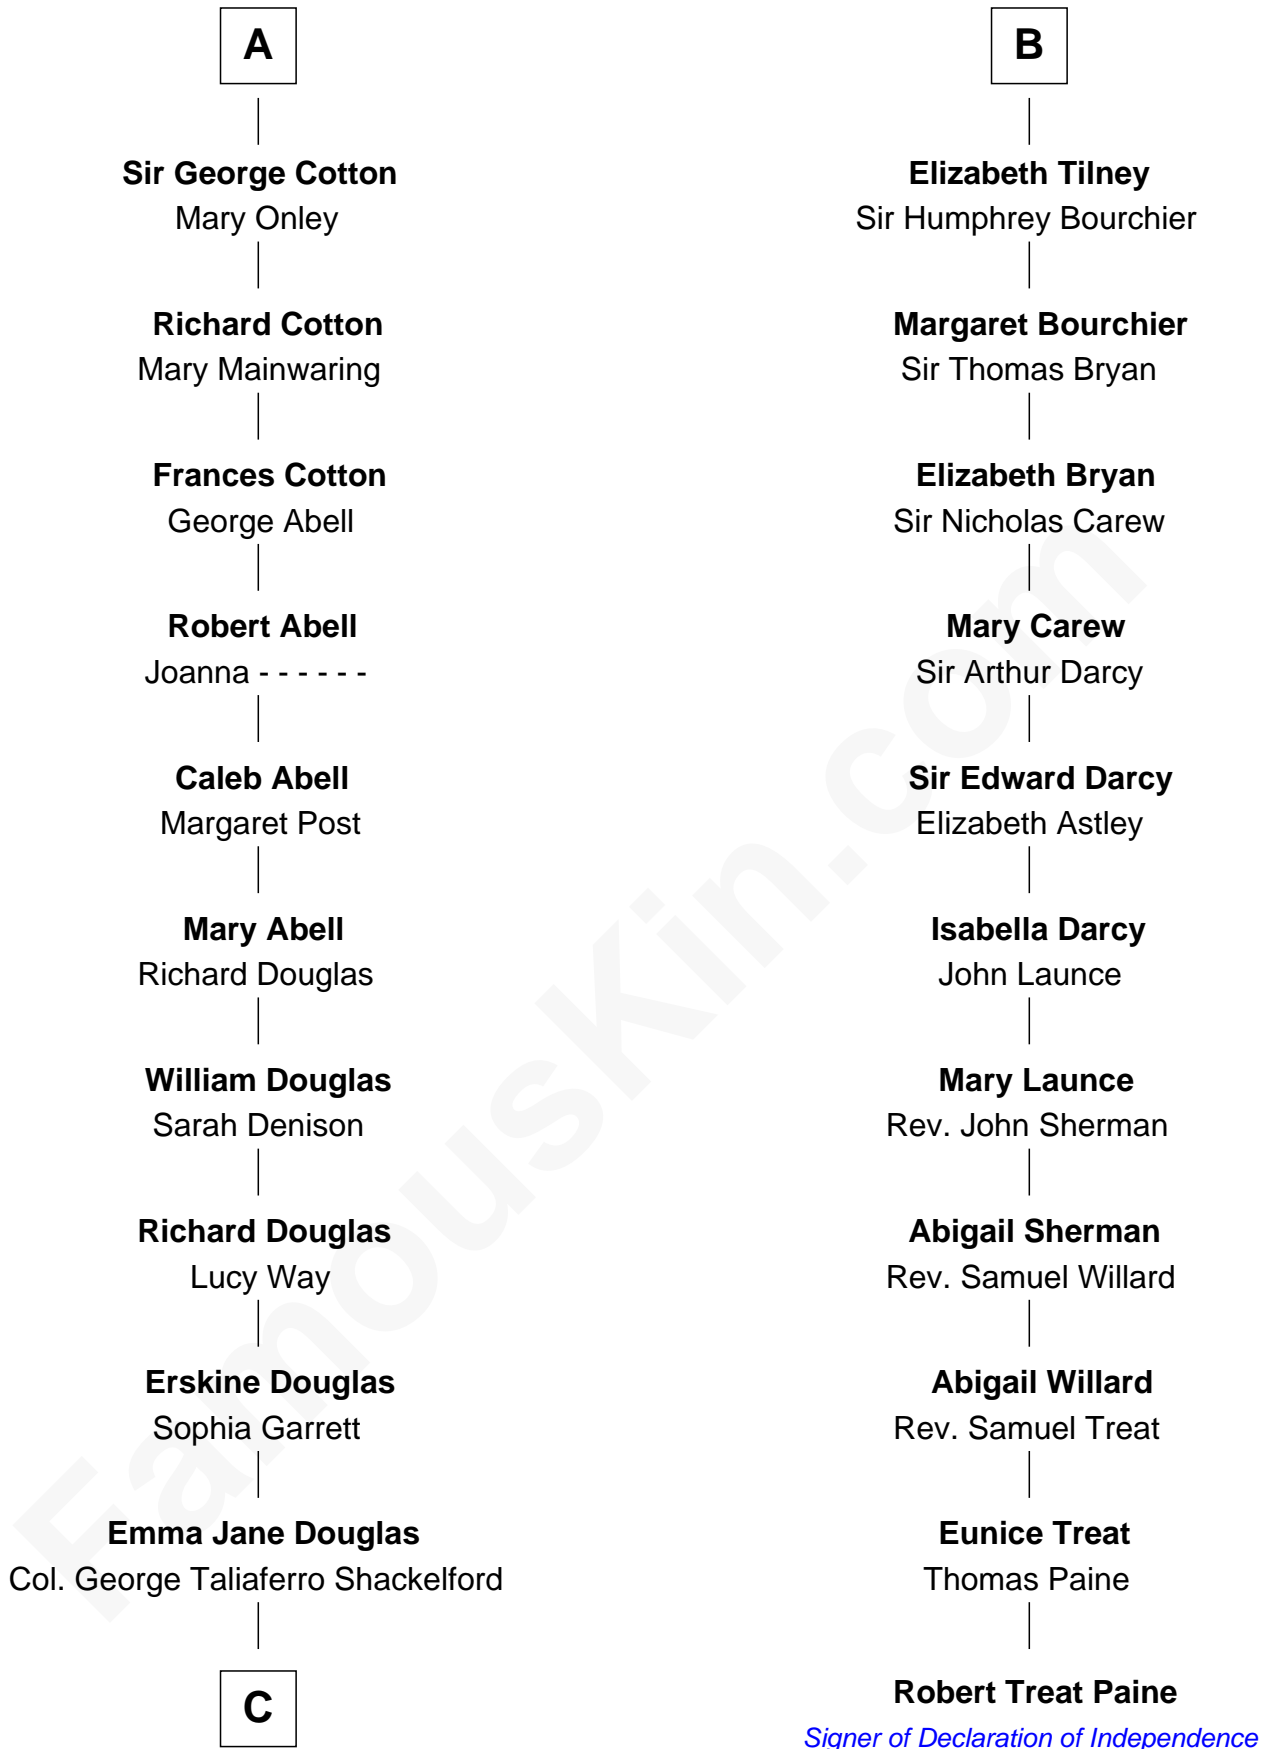 A
Sir George Cotton
Mary Onley
Richard Cotton
Mary Mainwaring
Frances Cotton
George Abell
Robert Abell
Joanna - - - - - -
Caleb Abell
Margaret Post
Mary Abell
Richard Douglas
William Douglas
Sarah Denison
Richard Douglas
Lucy Way
Erskine Douglas
Sophia Garrett
Emma Jane Douglas
Col. George Taliaferro Shackelford
C
B
Elizabeth Tilney
Sir Humphrey Bourchier
Margaret Bourchier
Sir Thomas Bryan
Elizabeth Bryan
Sir Nicholas Carew
Mary Carew
Sir Arthur Darcy
Sir Edward Darcy
Elizabeth Astley
Isabella Darcy
John Launce
Mary Launce
Rev. John Sherman
Abigail Sherman
Rev. Samuel Willard
Abigail Willard
Rev. Samuel Treat
Eunice Treat
Thomas Paine
Robert Treat Paine
Signer of Declaration of Independence
FamousKin.com